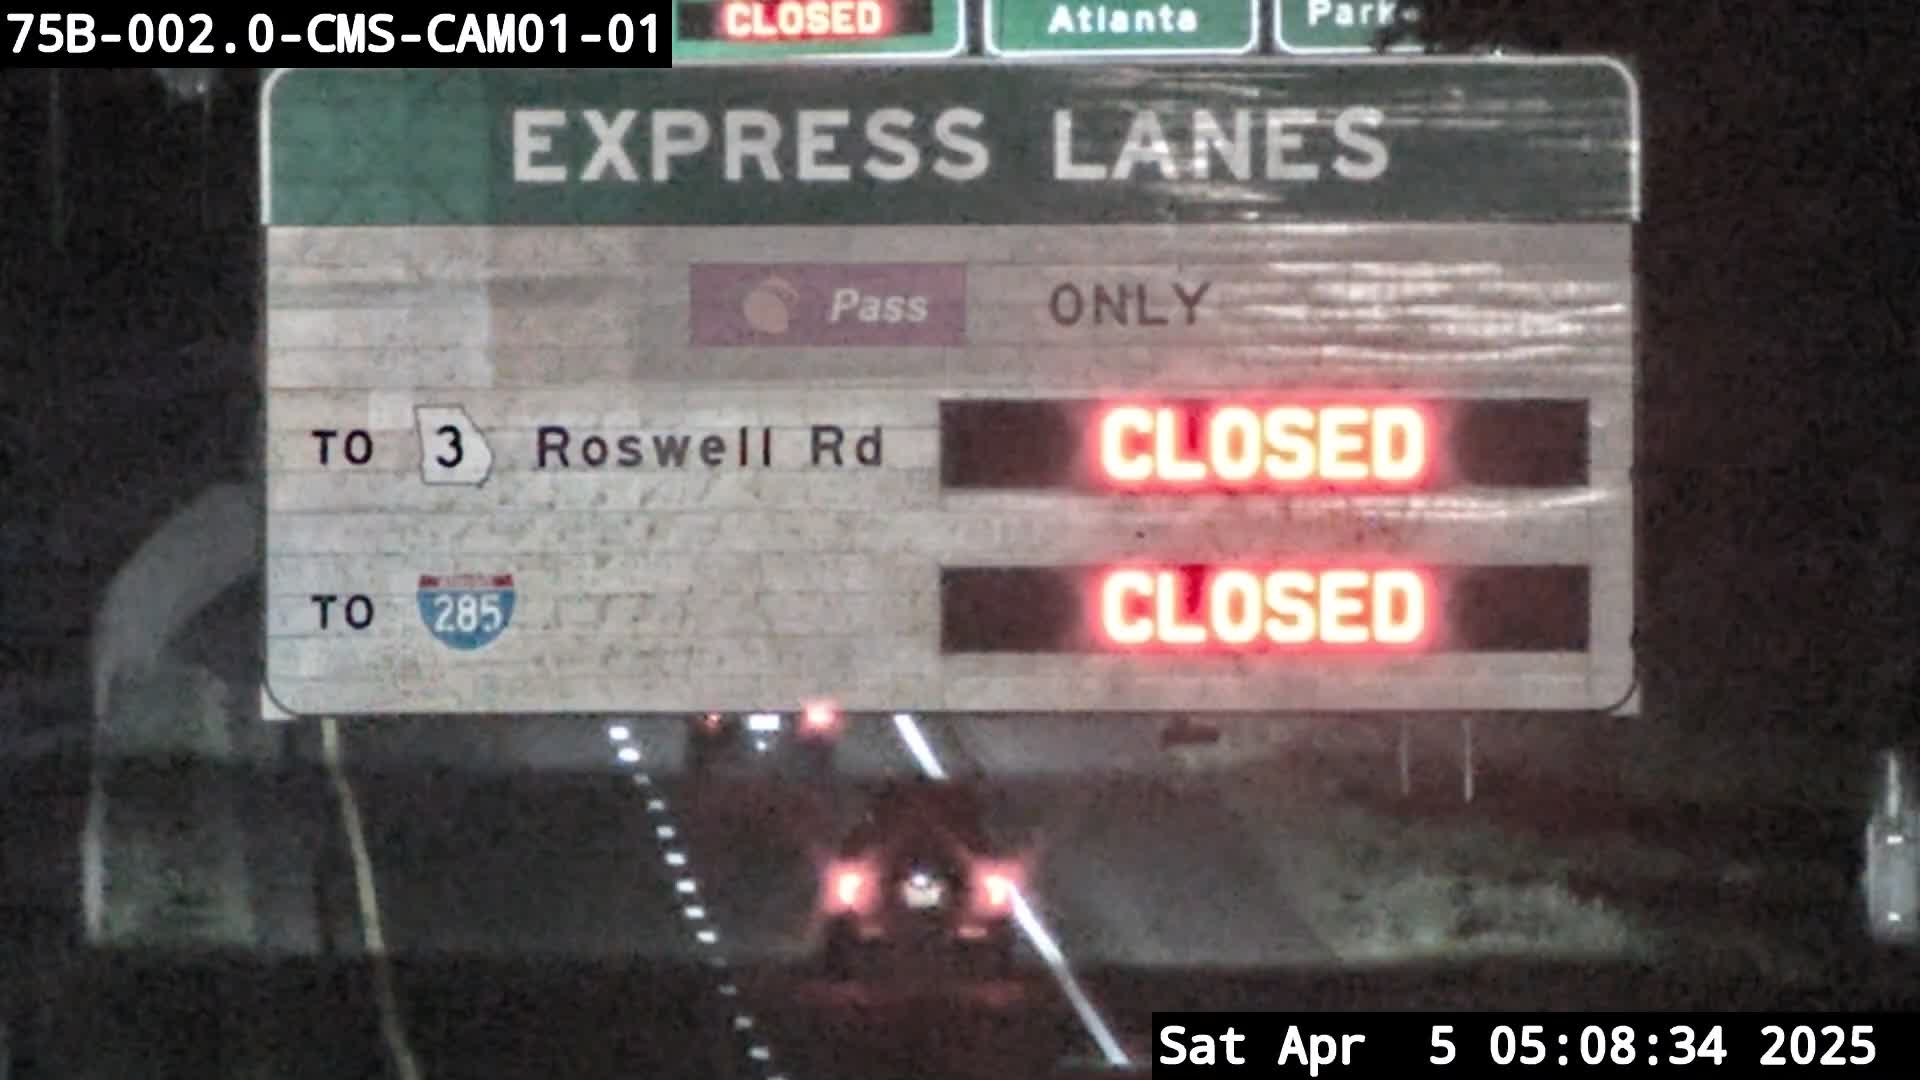 75B-002.0-CMS-CAM01-01
CLOSED
Atlanta
Park
EXPRESS LANES
Pass ONLY
TO 3 Roswell Rd CLOSED
TO 285 CLOSED
Sat Apr 5 05:08:34 2025